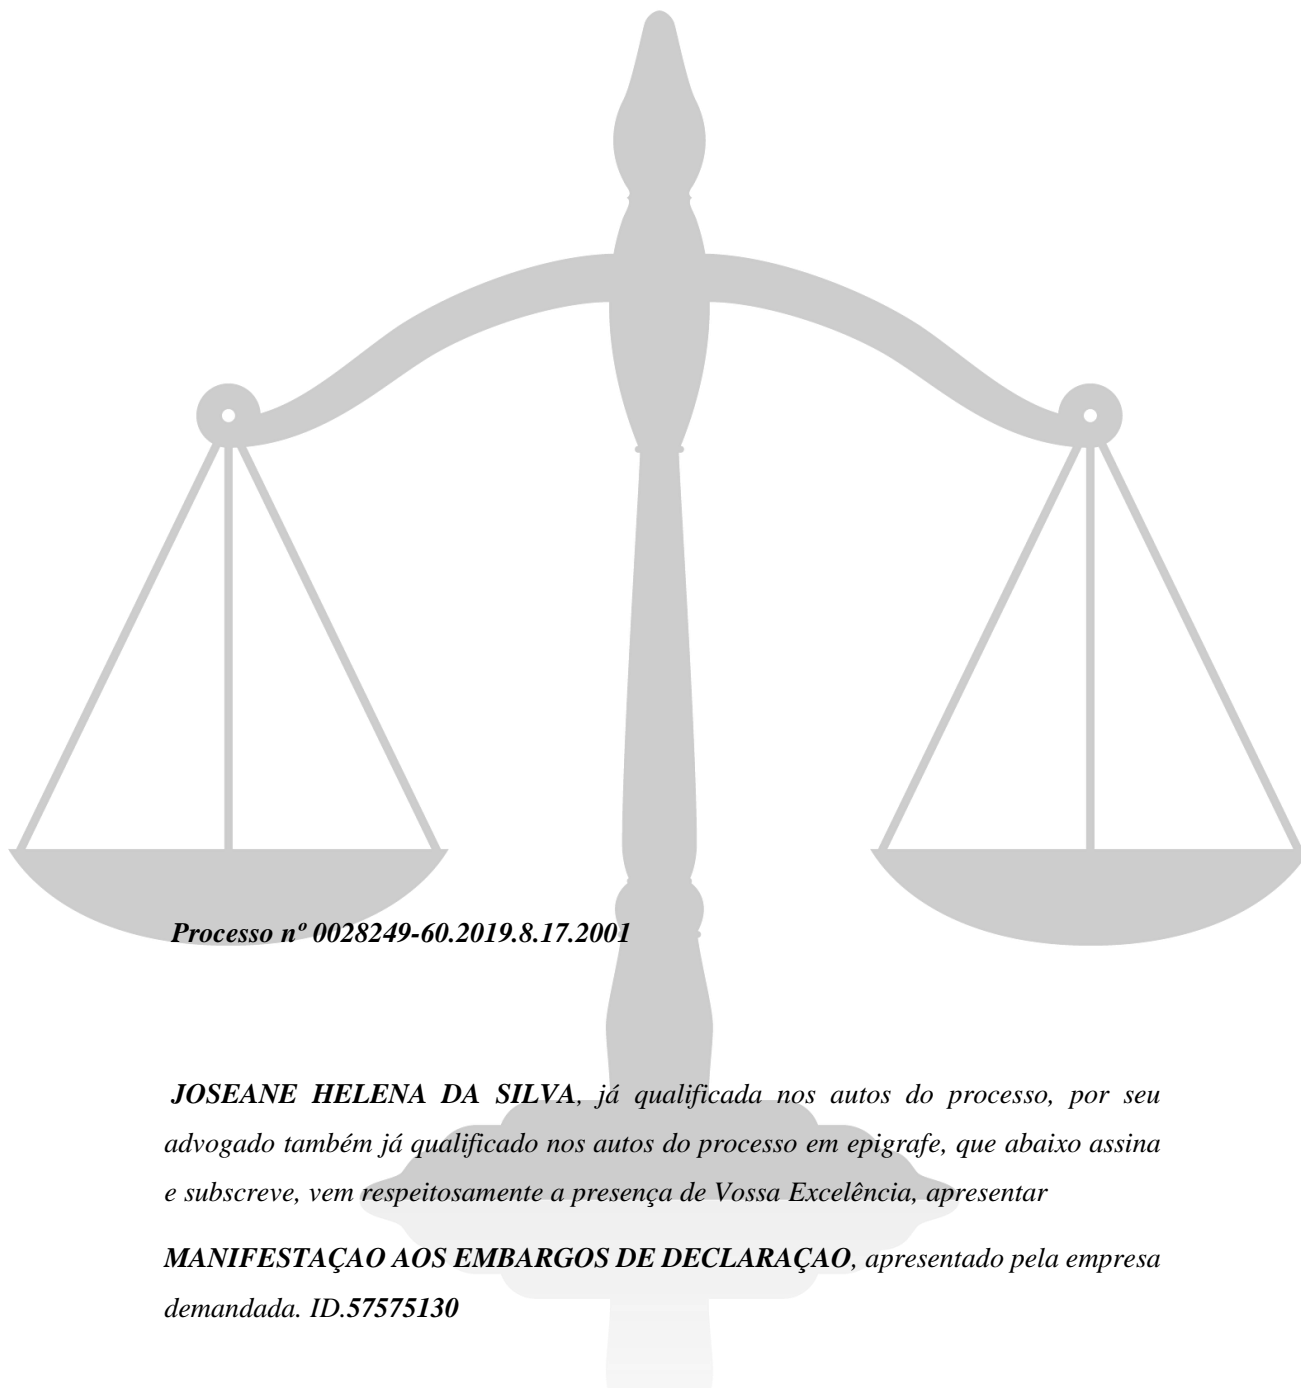 Processo nº 0028249-60.2019.8.17.2001
JOSEANE HELENA DA SILVA, já qualificada nos autos do processo, por seu
advogado também já qualificado nos autos do processo em epigrafe, que abaixo assina
e subscreve, vem respeitosamente a presença de Vossa Excelência, apresentar
MANIFESTAÇAO AOS EMBARGOS DE DECLARAÇAO, apresentado pela empresa
demandada. ID.57575130